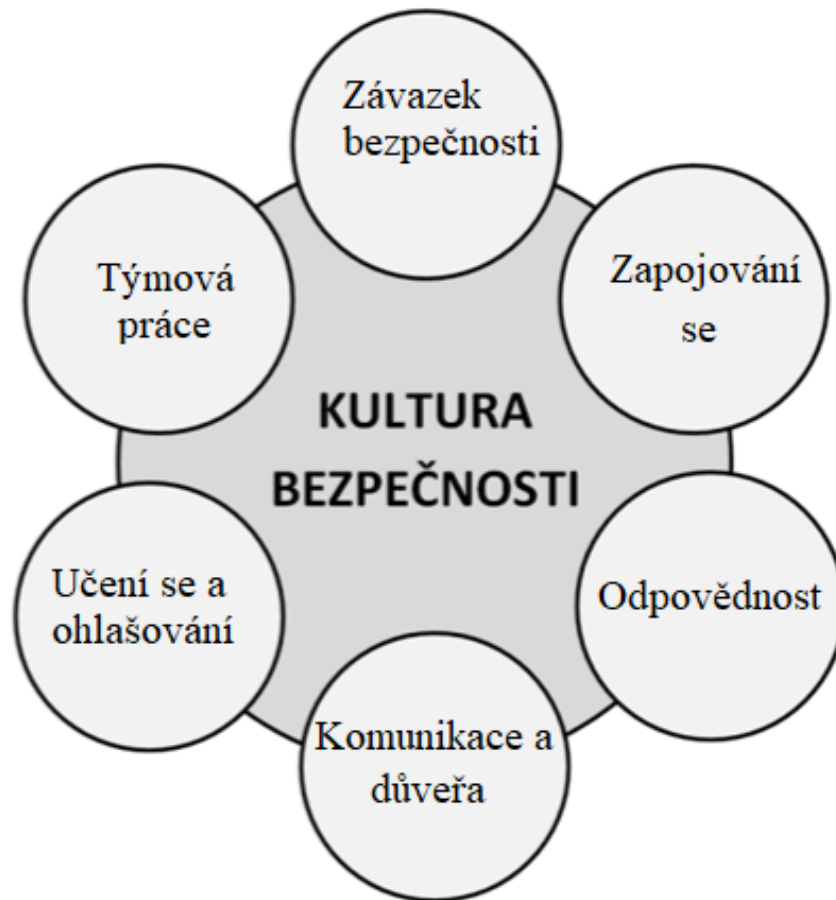 Závazek
bezpečnosti
Týmová
práce
Zapojování
se
KULTURA
BEZPEČNOSTI
Učení se a
ohlašování
Odpovědnost
Komunikace a
důveřa